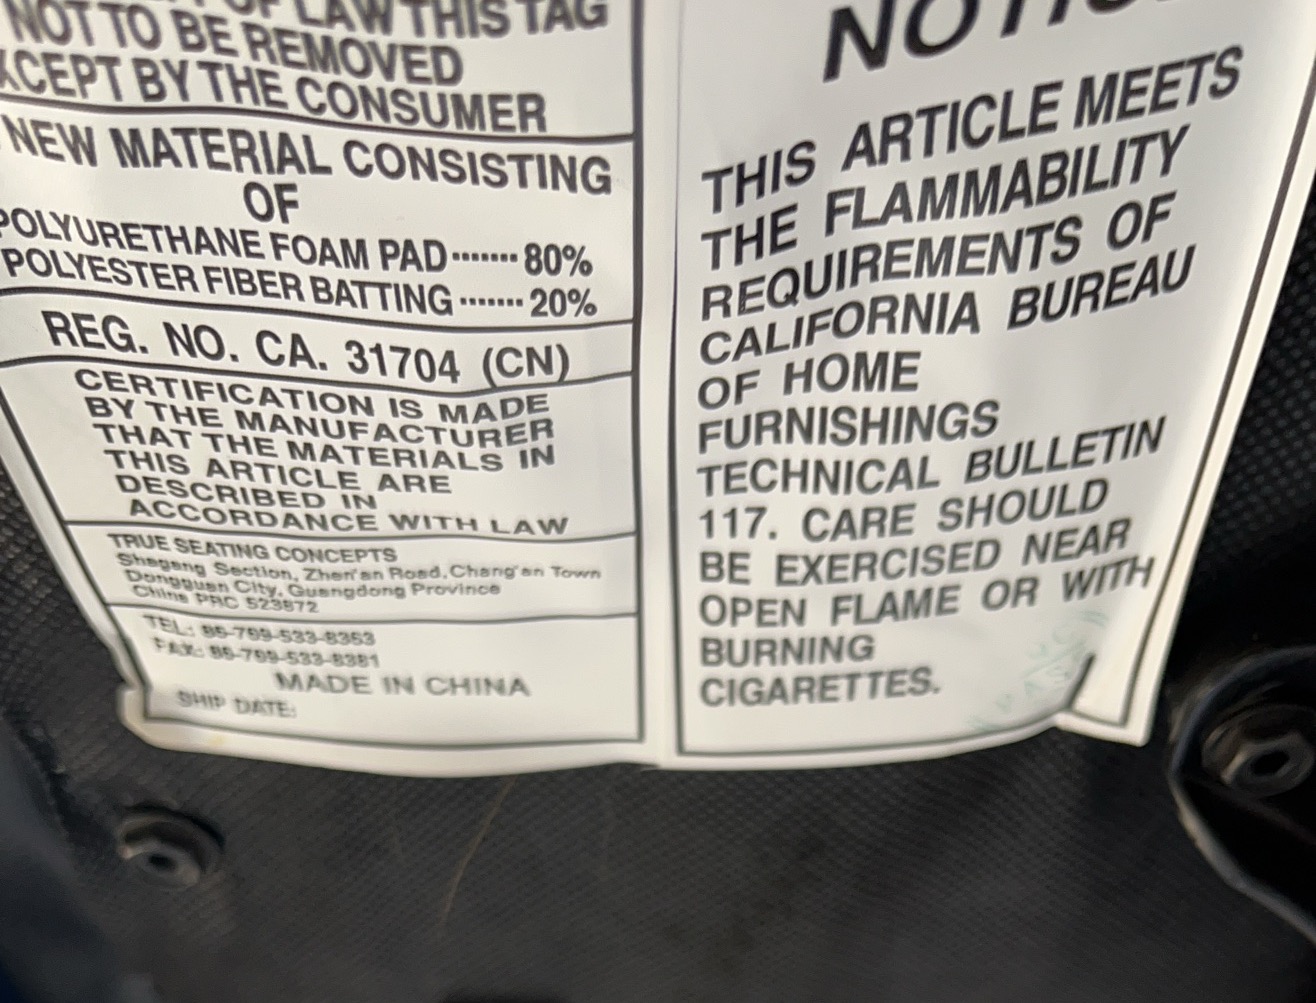 OF LAW THIS TAG
NOT TO BE REMOVED
XCEPT BY THE CONSUMER
NEW MATERIAL CONSISTING
OF
POLYURETHANE FOAM PAD······· 80%
POLYESTER FIBER BATTING ······· 20%
REG. NO. CA. 31704 (CN)
CERTIFICATION IS MADE
BY THE MANUFACTURER
THAT THE MATERIALS IN
THIS ARTICLE ARE
DESCRIBED IN
ACCORDANCE WITH LAW
TRUE SEATING CONCEPTS
Shagang Section, Zhen'an Road, Chang'an Town
Dongguan City, Guangdong Province
China PRC 523872
TEL: 86-769-533-8363
FAX: 86-769-533-8381
MADE IN CHINA
SHIP DATE:
THIS ARTICLE MEETS
THE FLAMMABILITY
REQUIREMENTS OF
CALIFORNIA BUREAU
OF HOME
FURNISHINGS
TECHNICAL BULLETIN
117. CARE SHOULD
BE EXERCISED NEAR
OPEN FLAME OR WITH
BURNING
CIGARETTES.